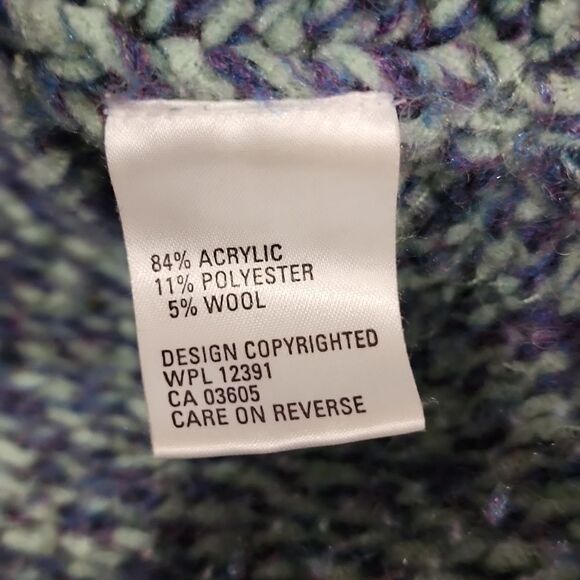 84% ACRYLIC
11% POLYESTER
5% WOOL
DESIGN COPYRIGHTED
WPL 12391
CA 03605
CARE ON REVERSE